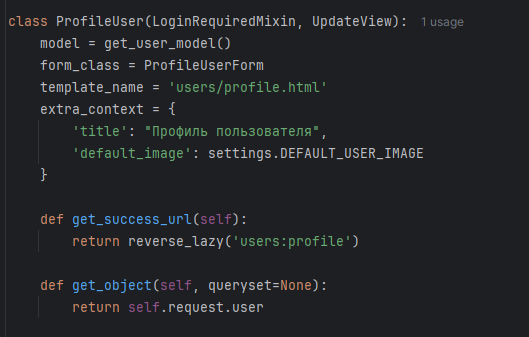 class ProfileUser(LoginRequiredMixin, UpdateView): 1 usage
    model = get_user_model()
    form_class = ProfileUserForm
    template_name = 'users/profile.html'
    extra_context = {
        'title': "Профиль пользователя",
        'default_image': settings.DEFAULT_USER_IMAGE
    }

    def get_success_url(self):
        return reverse_lazy('users:profile')

    def get_object(self, queryset=None):
        return self.request.user